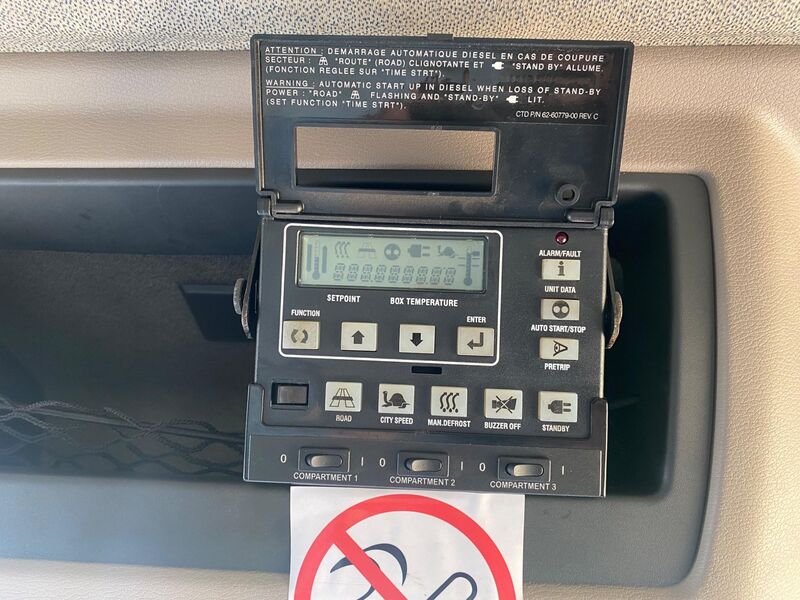 ATTENTION : DEMARRAGE AUTOMATIQUE DIESEL EN CAS DE COUPURE
SECTEUR : "ROUTE" (ROAD) CLIGNOTANTE ET "STAND BY" ALLUME.
(FONCTION REGLEE SUR "TIME STRT").
WARNING : AUTOMATIC START UP IN DIESEL WHEN LOSS OF STAND-BY
POWER : "ROAD" FLASHING AND "STAND-BY" LIT.
(SET FUNCTION "TIME STRT").
CTD P/N 62-60779-00 REV. C
SETPOINT BOX TEMPERATURE
FUNCTION ENTER
ALARM/FAULT
i
UNIT DATA
AUTO START/STOP
PRETRIP
ROAD CITY SPEED MAN.DEFROST BUZZER OFF STANDBY
0 I 0 I 0 I
COMPARTMENT 1 COMPARTMENT 2 COMPARTMENT 3